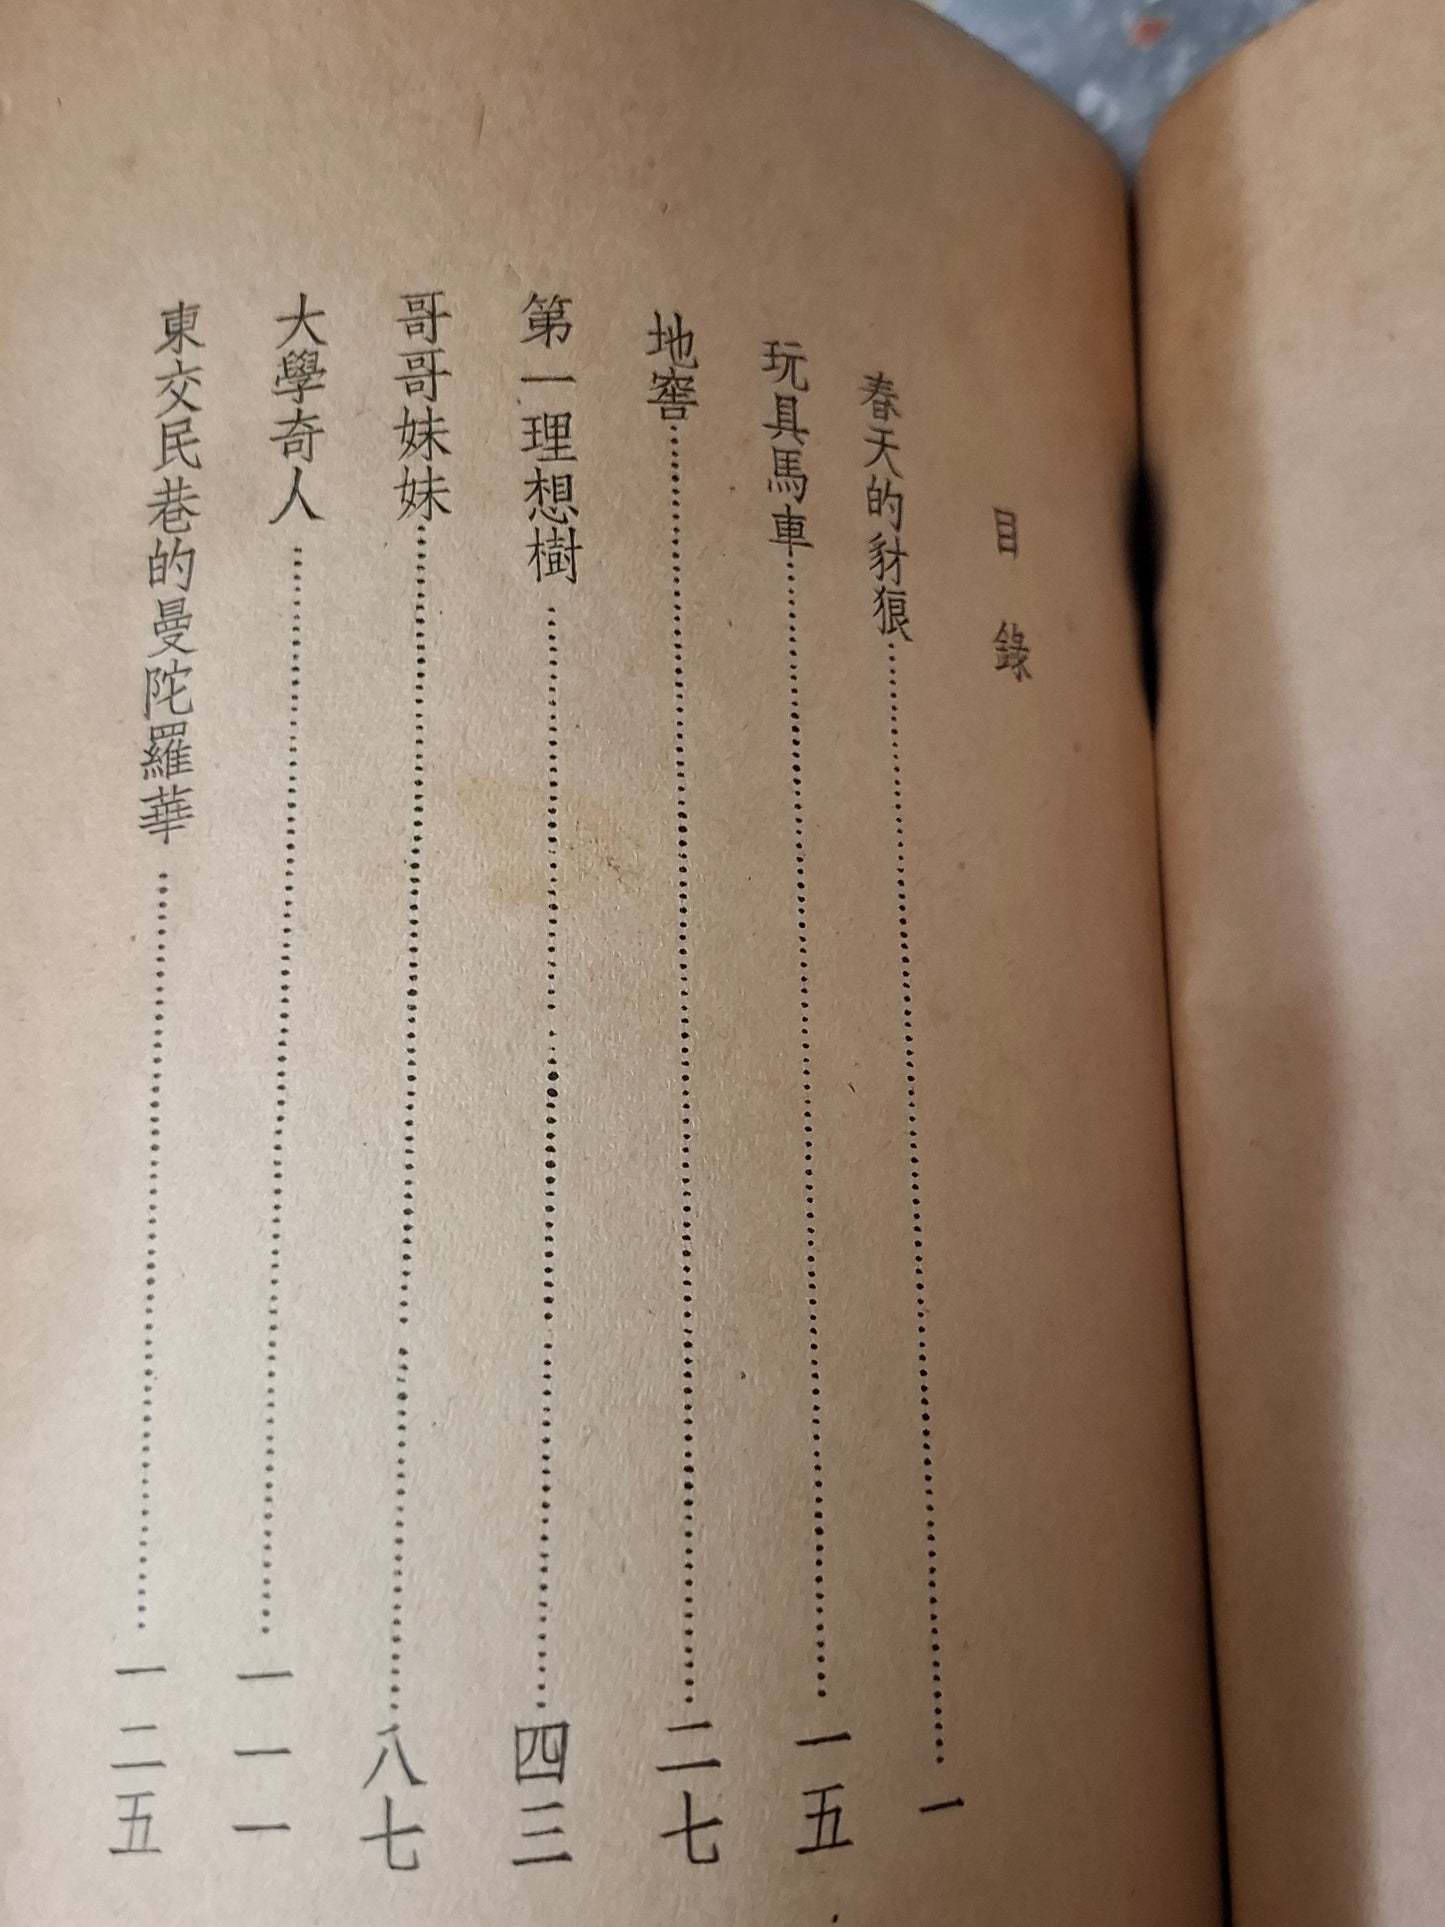 目錄
春天的豺狼……一
玩具馬車……一五
地窖……二七
第一理想樹……四三
哥哥妹妹……八七
大學奇人……一一一
東交民巷的曼陀羅華……一二五